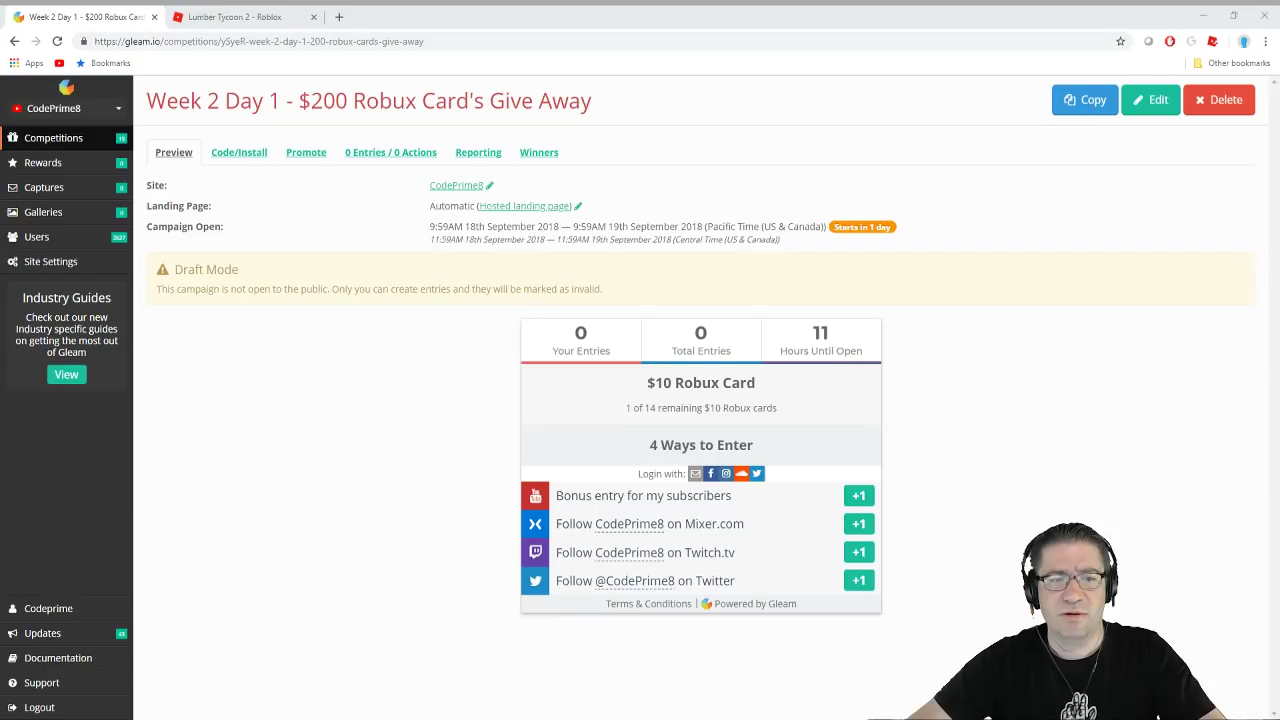 Week 2 Day 1 - $200 Robux Card
Lumber Tycoon 2 - Roblox
https://gleam.io/competitions/ySyeR-week-2-day-1-200-robux-cards-give-away
Apps
Bookmarks
Other bookmarks
CodePrime8
Week 2 Day 1 - $200 Robux Card's Give Away
Copy
Edit
Delete
Competitions 19
Rewards 0
Captures 0
Galleries 0
Users 2627
Site Settings
Industry Guides
Check out our new
Industry specific guides
on getting the most out
of Gleam
View
Codeprime
Updates 43
Documentation
Support
Logout
Preview Code/Install Promote 0 Entries / 0 Actions Reporting Winners
Site: CodePrime8
Landing Page: Automatic (Hosted landing page)
Campaign Open: 9:59AM 18th September 2018 — 9:59AM 19th September 2018 (Pacific Time (US & Canada)) Starts in 1 day
11:59AM 18th September 2018 — 11:59AM 19th September 2018 (Central Time (US & Canada))
Draft Mode
This campaign is not open to the public. Only you can create entries and they will be marked as invalid.
0 0 11
Your Entries Total Entries Hours Until Open
$10 Robux Card
1 of 14 remaining $10 Robux cards
4 Ways to Enter
Login with:
Bonus entry for my subscribers +1
Follow CodePrime8 on Mixer.com +1
Follow CodePrime8 on Twitch.tv +1
Follow @CodePrime8 on Twitter +1
Terms & Conditions | Powered by Gleam